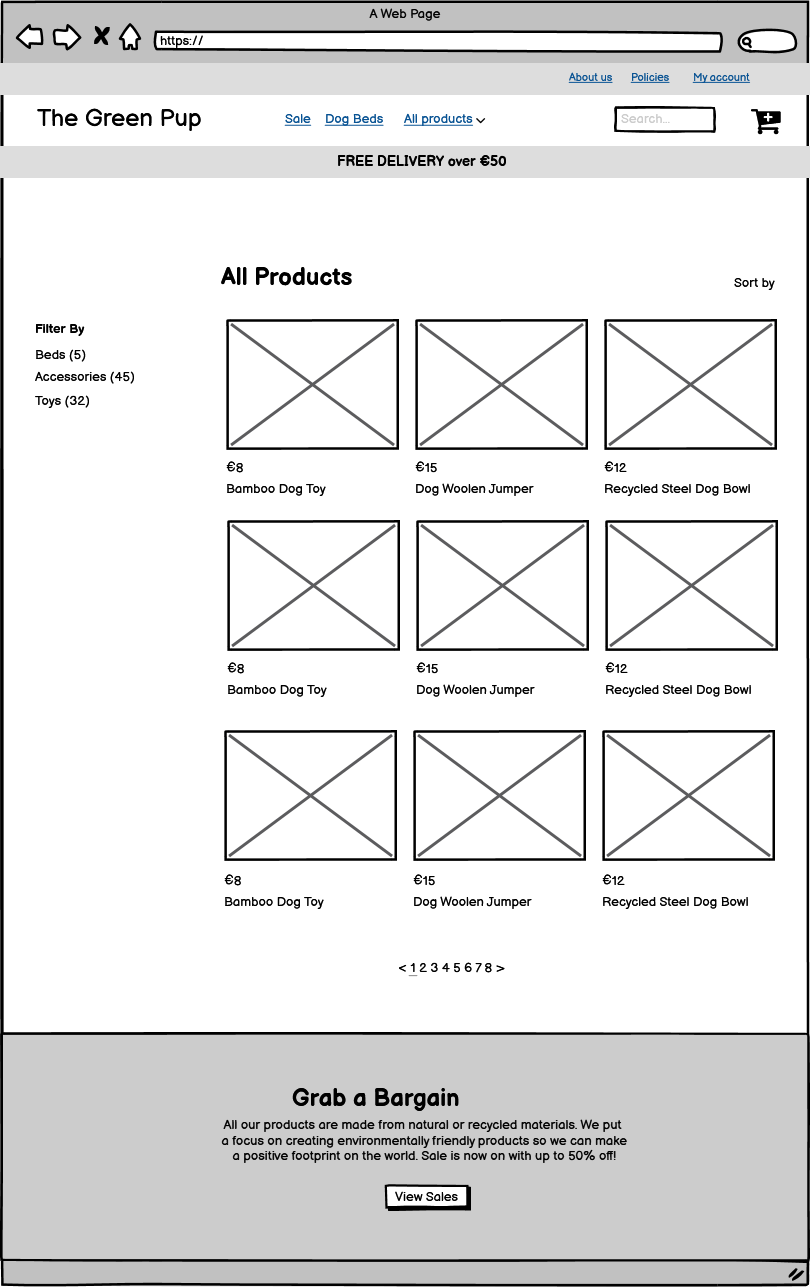 A Web Page
https://
About us Policies My account
The Green Pup Sale Dog Beds All products Search...
FREE DELIVERY over €50
All Products
Sort by
Filter By
Beds (5)
Accessories (45)
Toys (32)
€8 €15 €12
Bamboo Dog Toy Dog Woolen Jumper Recycled Steel Dog Bowl
€8 €15 €12
Bamboo Dog Toy Dog Woolen Jumper Recycled Steel Dog Bowl
€8 €15 €12
Bamboo Dog Toy Dog Woolen Jumper Recycled Steel Dog Bowl
< 1 2 3 4 5 6 7 8 >
Grab a Bargain
All our products are made from natural or recycled materials. We put
a focus on creating environmentally friendly products so we can make
a positive footprint on the world. Sale is now on with up to 50% off!
View Sales